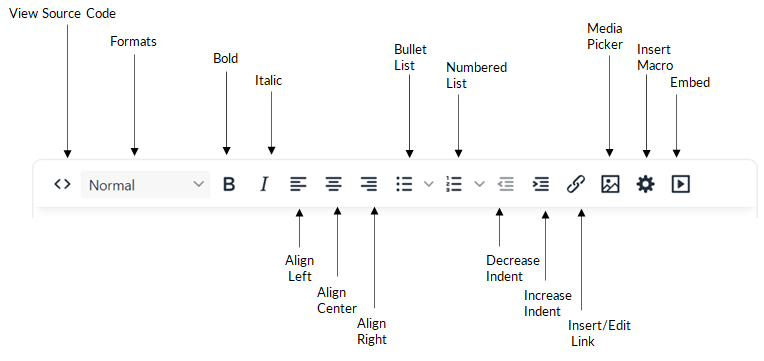 View Source Code
Formats
Bold
Italic
Bullet
List
Numbered
List
Media
Picker
Insert
Macro
Embed
Normal
B
I
Align
Left
Align
Center
Align
Right
Decrease
Indent
Increase
Indent
Insert/Edit
Link